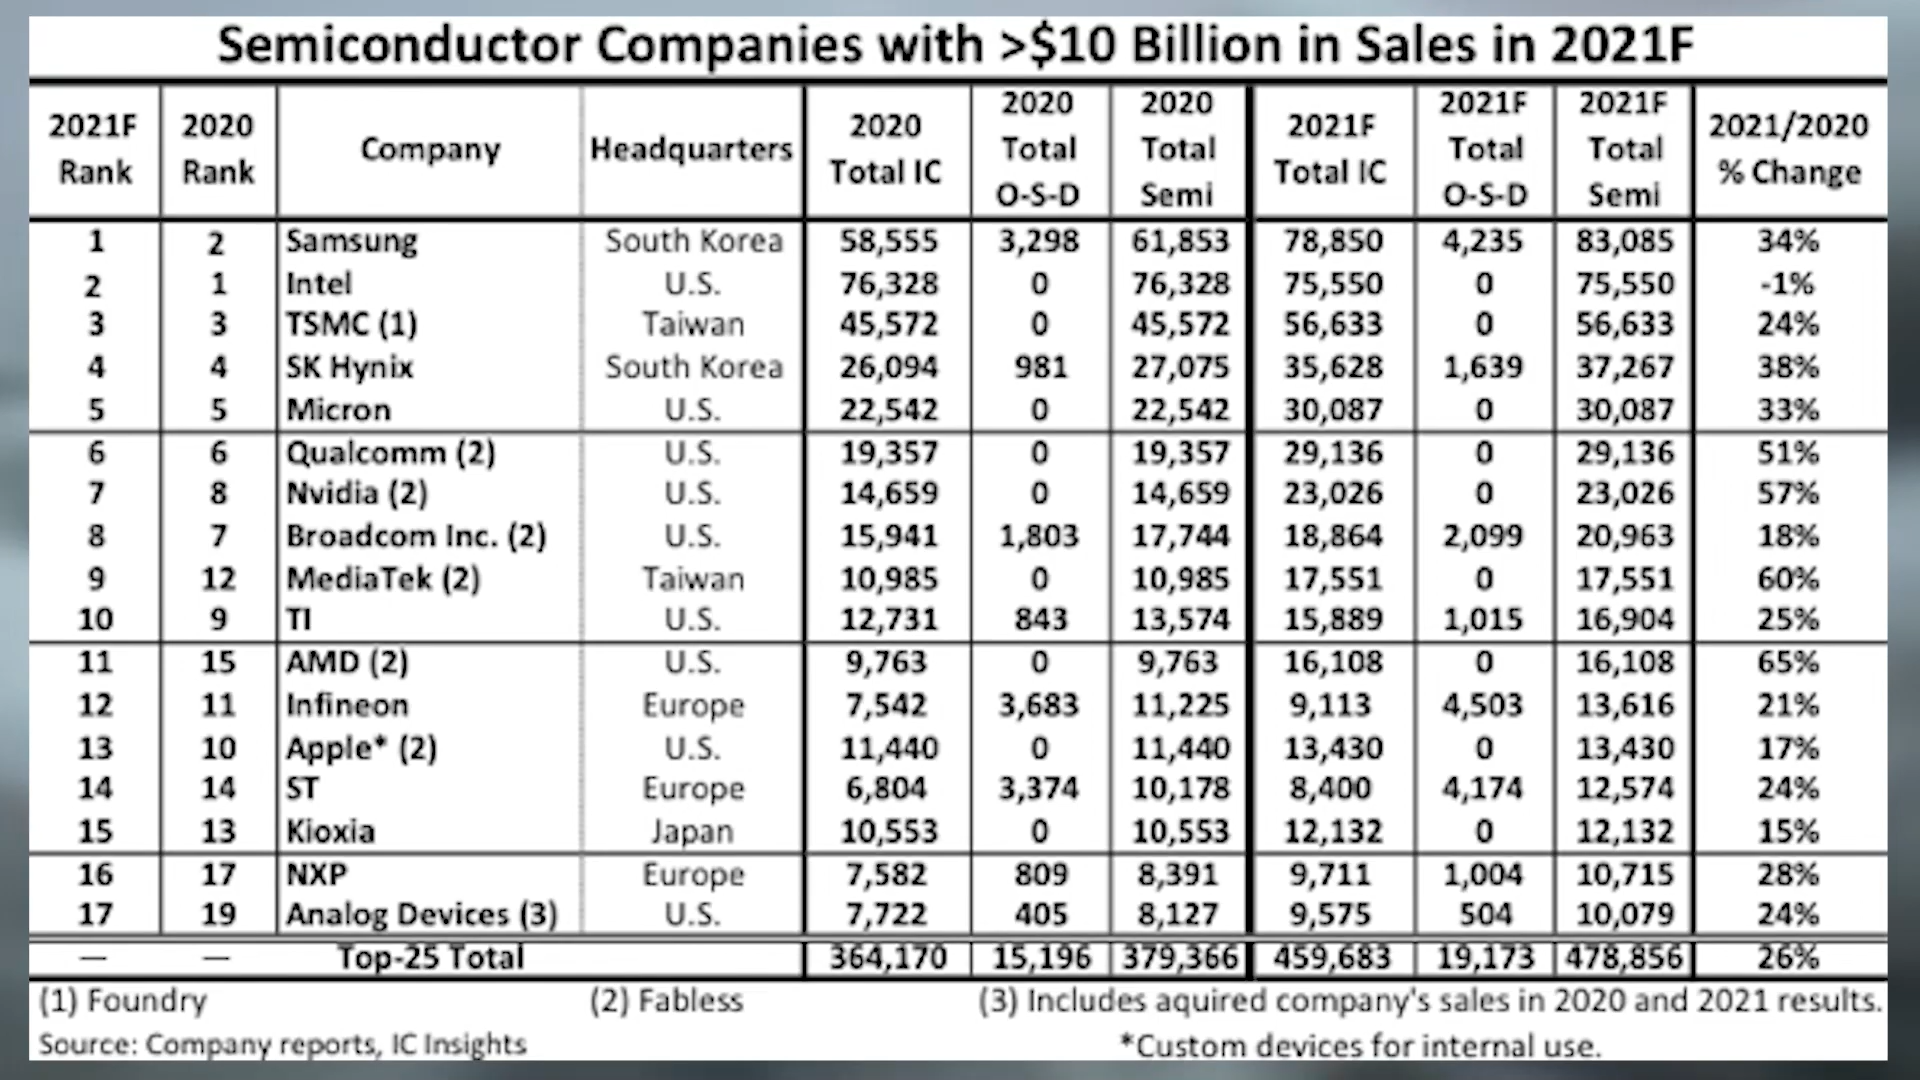 Semiconductor Companies with >$10 Billion in Sales in 2021F
2021F Rank 2020 Rank Company Headquarters 2020 Total IC 2020 Total O-S-D 2020 Total Semi 2021F Total IC 2021F Total O-S-D 2021F Total Semi 2021/2020 % Change
1 2 Samsung South Korea 58,555 3,298 61,853 78,850 4,235 83,085 34%
2 1 Intel U.S. 76,328 0 76,328 75,550 0 75,550 -1%
3 3 TSMC (1) Taiwan 45,572 0 45,572 56,633 0 56,633 24%
4 4 SK Hynix South Korea 26,094 981 27,075 35,628 1,639 37,267 38%
5 5 Micron U.S. 22,542 0 22,542 30,087 0 30,087 33%
6 6 Qualcomm (2) U.S. 19,357 0 19,357 29,136 0 29,136 51%
7 8 Nvidia (2) U.S. 14,659 0 14,659 23,026 0 23,026 57%
8 7 Broadcom Inc. (2) U.S. 15,941 1,803 17,744 18,864 2,099 20,963 18%
9 12 MediaTek (2) Taiwan 10,985 0 10,985 17,551 0 17,551 60%
10 9 TI U.S. 12,731 843 13,574 15,889 1,015 16,904 25%
11 15 AMD (2) U.S. 9,763 0 9,763 16,108 0 16,108 65%
12 11 Infineon Europe 7,542 3,683 11,225 9,113 4,503 13,616 21%
13 10 Apple* (2) U.S. 11,440 0 11,440 13,430 0 13,430 17%
14 14 ST Europe 6,804 3,374 10,178 8,400 4,174 12,574 24%
15 13 Kioxia Japan 10,553 0 10,553 12,132 0 12,132 15%
16 17 NXP Europe 7,582 809 8,391 9,711 1,004 10,715 28%
17 19 Analog Devices (3) U.S. 7,722 405 8,127 9,575 504 10,079 24%
— — Top-25 Total 364,170 15,196 379,366 459,683 19,173 478,856 26%
(1) Foundry (2) Fabless (3) Includes aquired company's sales in 2020 and 2021 results.
Source: Company reports, IC Insights *Custom devices for internal use.